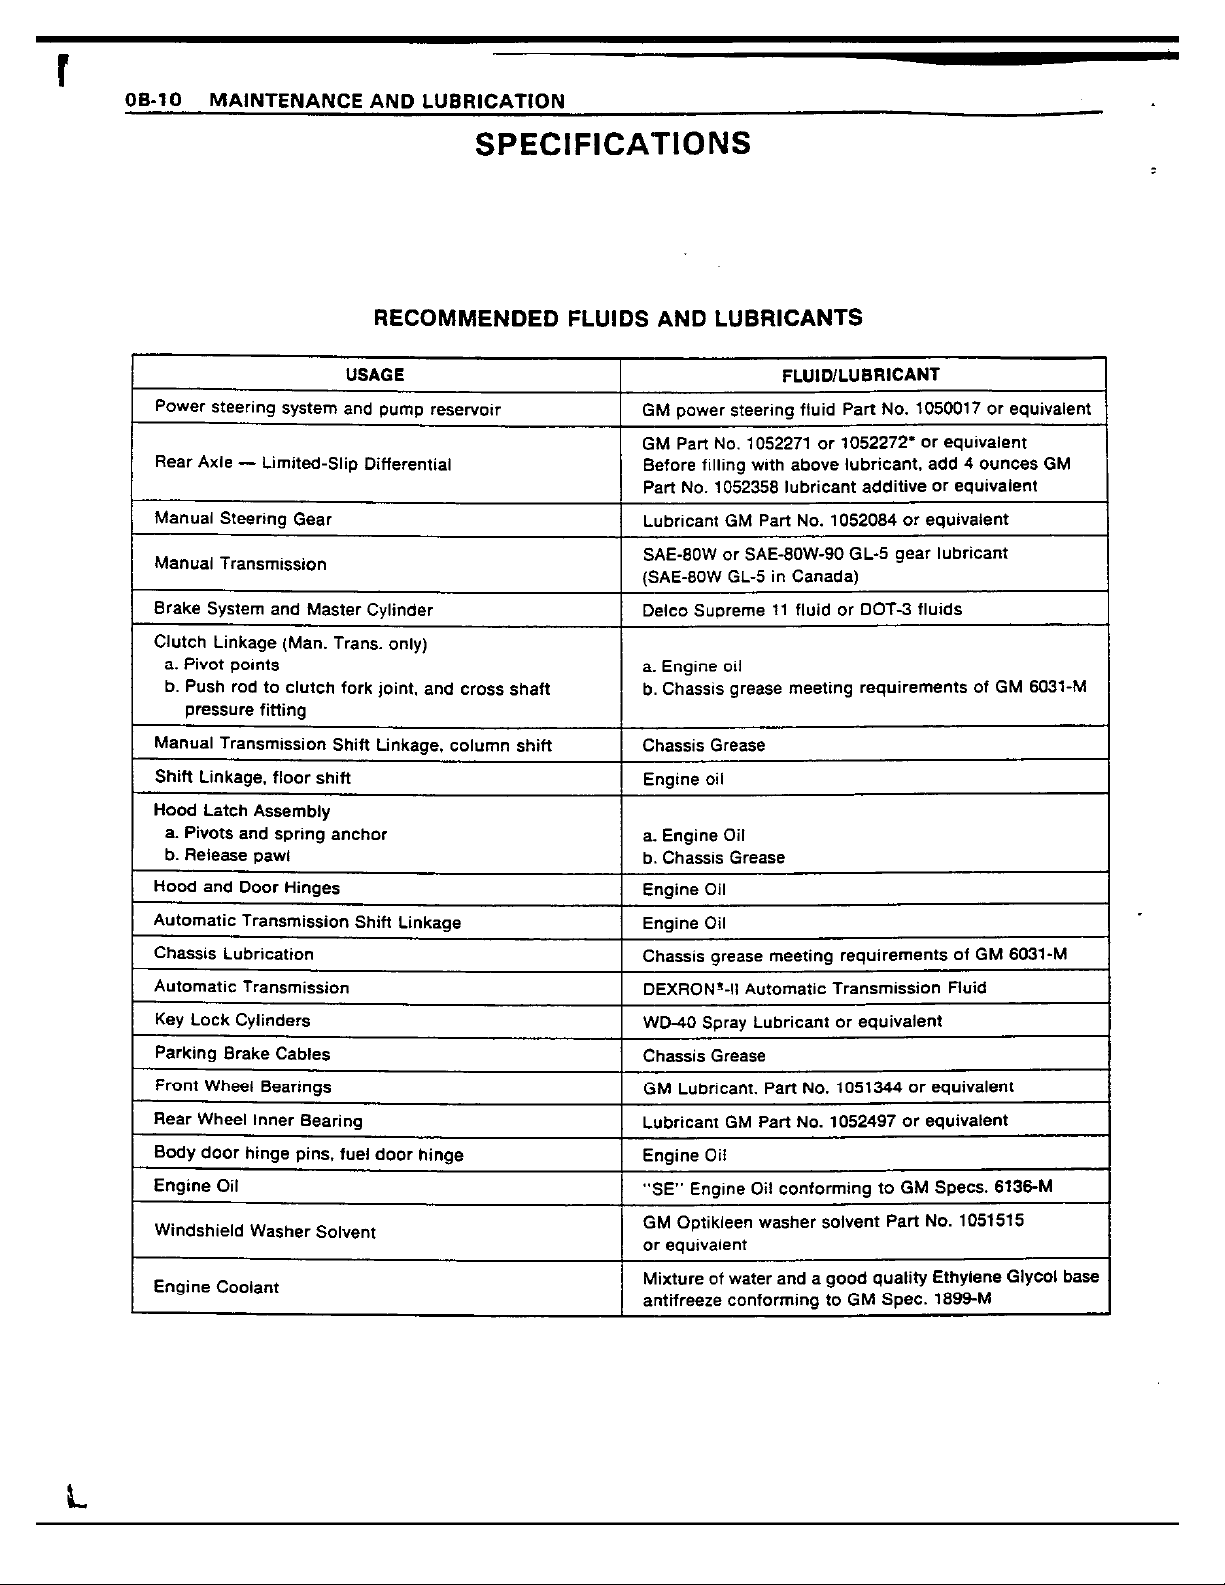 0B-10 MAINTENANCE AND LUBRICATION
SPECIFICATIONS
RECOMMENDED FLUIDS AND LUBRICANTS
USAGE FLUID/LUBRICANT
Power steering system and pump reservoir GM power steering fluid Part No. 1050017 or equivalent
Rear Axle — Limited-Slip Differential GM Part No. 1052271 or 1052272* or equivalent
Before filling with above lubricant, add 4 ounces GM
Part No. 1052358 lubricant additive or equivalent
Manual Steering Gear Lubricant GM Part No. 1052084 or equivalent
Manual Transmission SAE-80W or SAE-80W-90 GL-5 gear lubricant
(SAE-80W GL-5 in Canada)
Brake System and Master Cylinder Delco Supreme 11 fluid or DOT-3 fluids
Clutch Linkage (Man. Trans. only)
a. Pivot points a. Engine oil
b. Push rod to clutch fork joint, and cross shaft b. Chassis grease meeting requirements of GM 6031-M
pressure fitting
Manual Transmission Shift Linkage, column shift Chassis Grease
Shift Linkage, floor shift Engine oil
Hood Latch Assembly
a. Pivots and spring anchor a. Engine Oil
b. Release pawl b. Chassis Grease
Hood and Door Hinges Engine Oil
Automatic Transmission Shift Linkage Engine Oil
Chassis Lubrication Chassis grease meeting requirements of GM 6031-M
Automatic Transmission DEXRON®-II Automatic Transmission Fluid
Key Lock Cylinders WD-40 Spray Lubricant or equivalent
Parking Brake Cables Chassis Grease
Front Wheel Bearings GM Lubricant, Part No. 1051344 or equivalent
Rear Wheel Inner Bearing Lubricant GM Part No. 1052497 or equivalent
Body door hinge pins, fuel door hinge Engine Oil
Engine Oil "SE" Engine Oil conforming to GM Specs. 6136-M
Windshield Washer Solvent GM Optikleen washer solvent Part No. 1051515
or equivalent
Engine Coolant Mixture of water and a good quality Ethylene Glycol base
antifreeze conforming to GM Spec. 1899-M